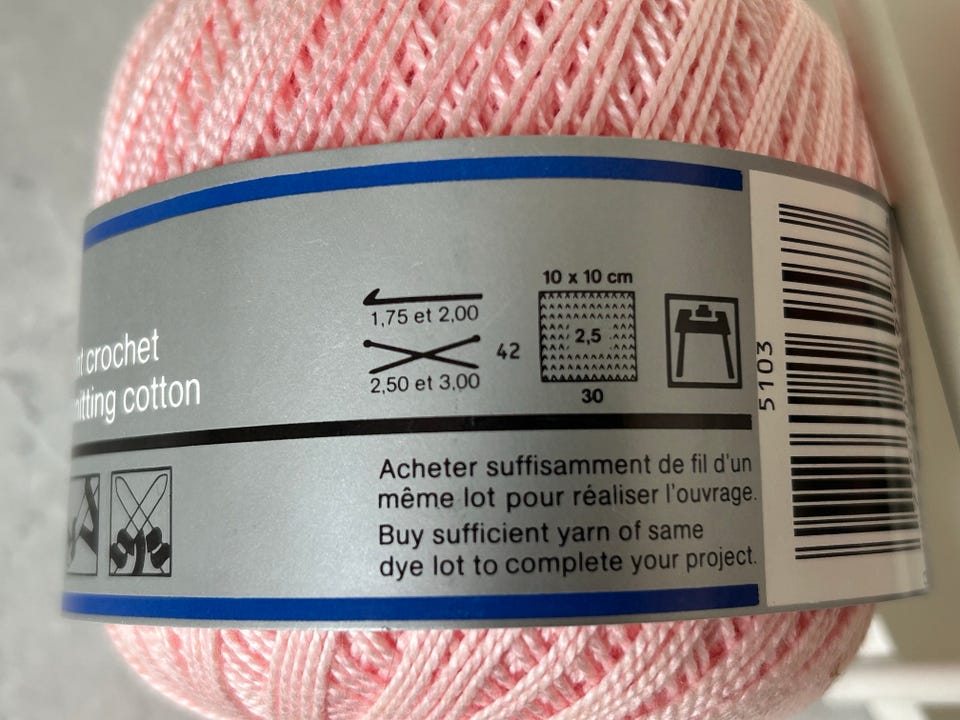 crochet
cotton
1,75 et 2,00
2,50 et 3,00
42
10 x 10 cm
2,5
30
5103
Acheter suffisamment de fil d'un
même lot pour réaliser l'ouvrage.
Buy sufficient yarn of same
dye lot to complete your project.